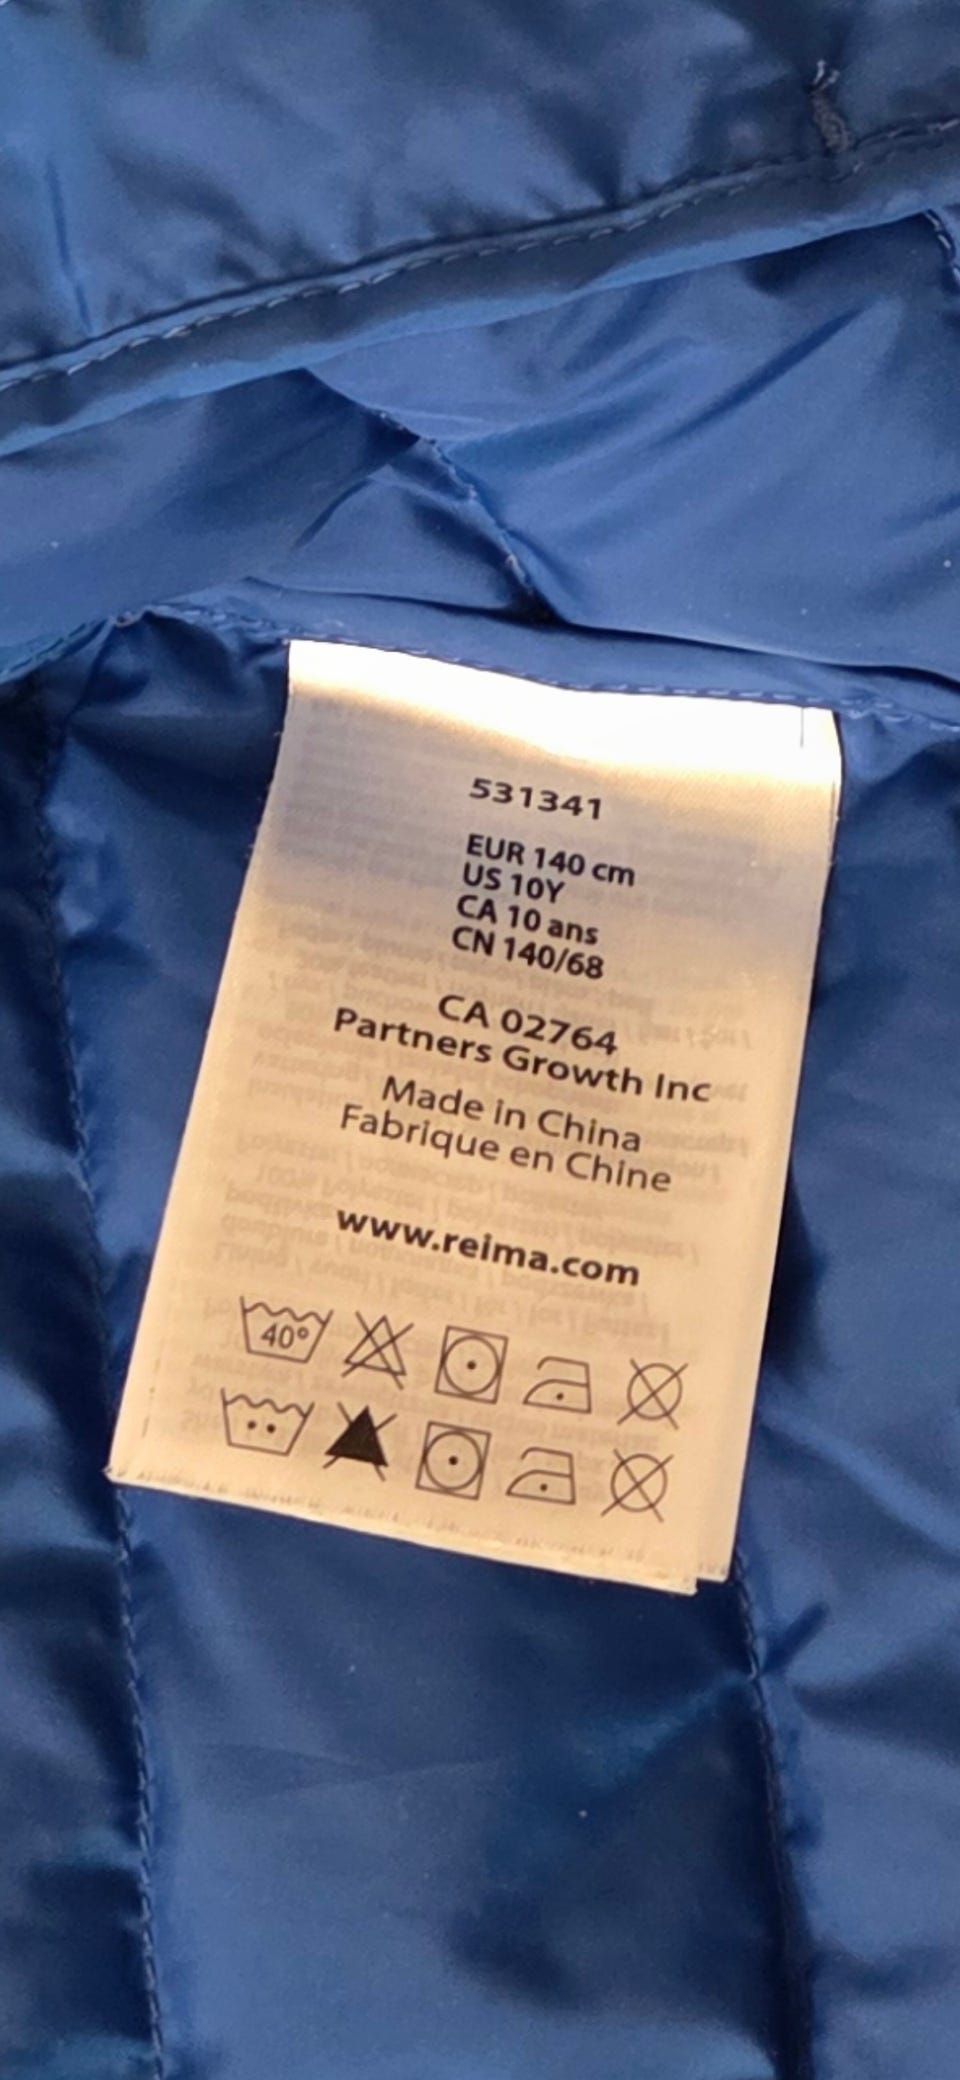 531341
EUR 140 cm
US 10Y
CA 10 ans
CN 140/68
CA 02764
Partners Growth Inc
Made in China
Fabrique en Chine
www.reima.com
40°